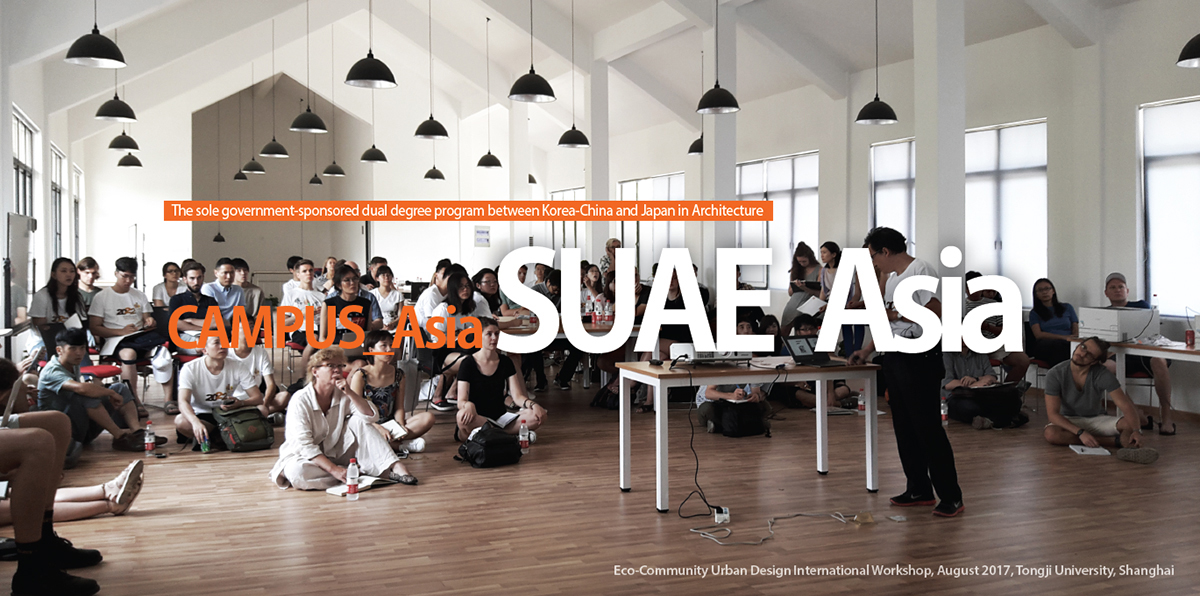 The sole government-sponsored dual degree program between Korea-China and Japan in Architecture
CAMPUS_Asia SUAE Asia
Eco-Community Urban Design International Workshop, August 2017, Tongji University, Shanghai